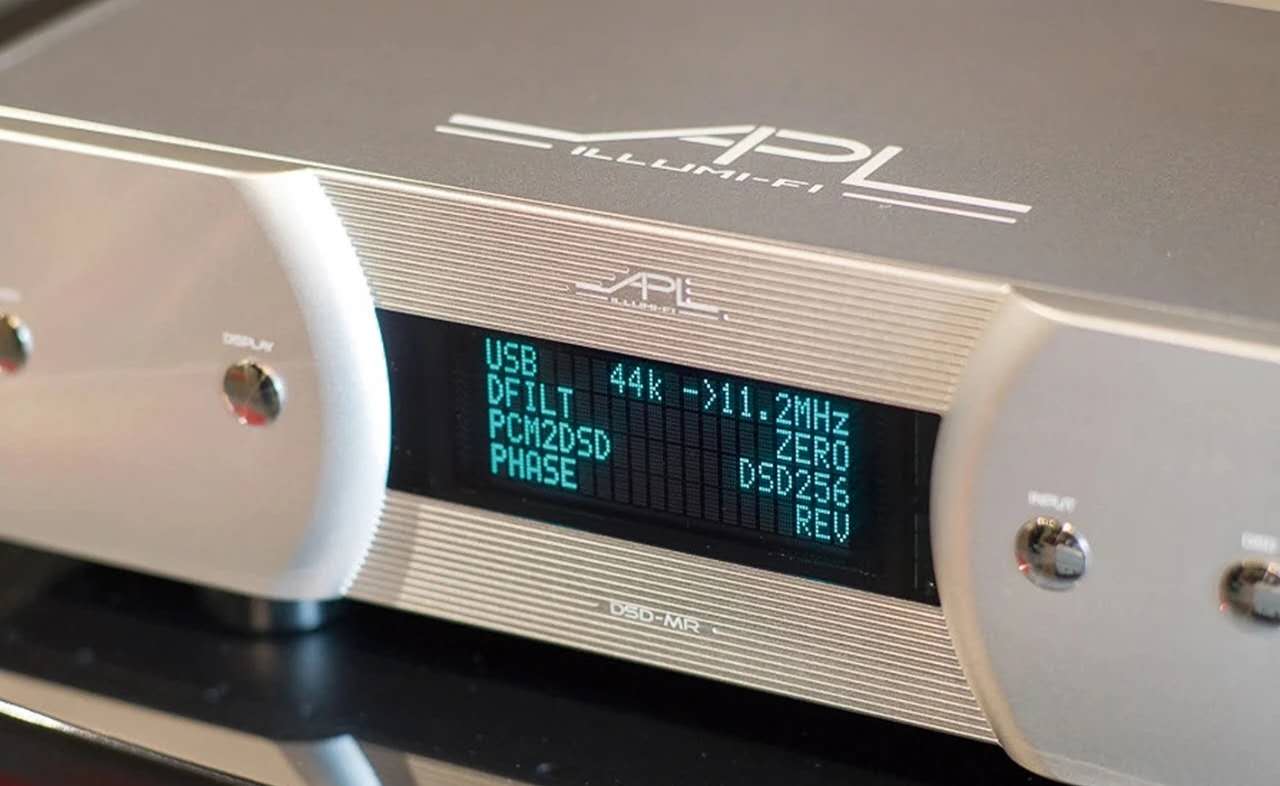 APL
ILLUMI-FI
APL
ILLUMI-FI
DISPLAY
USB 44k ->11.2MHz
DFILT ZERO
PCM2DSD DSD256
PHASE REV
INPUT
DSD-MR